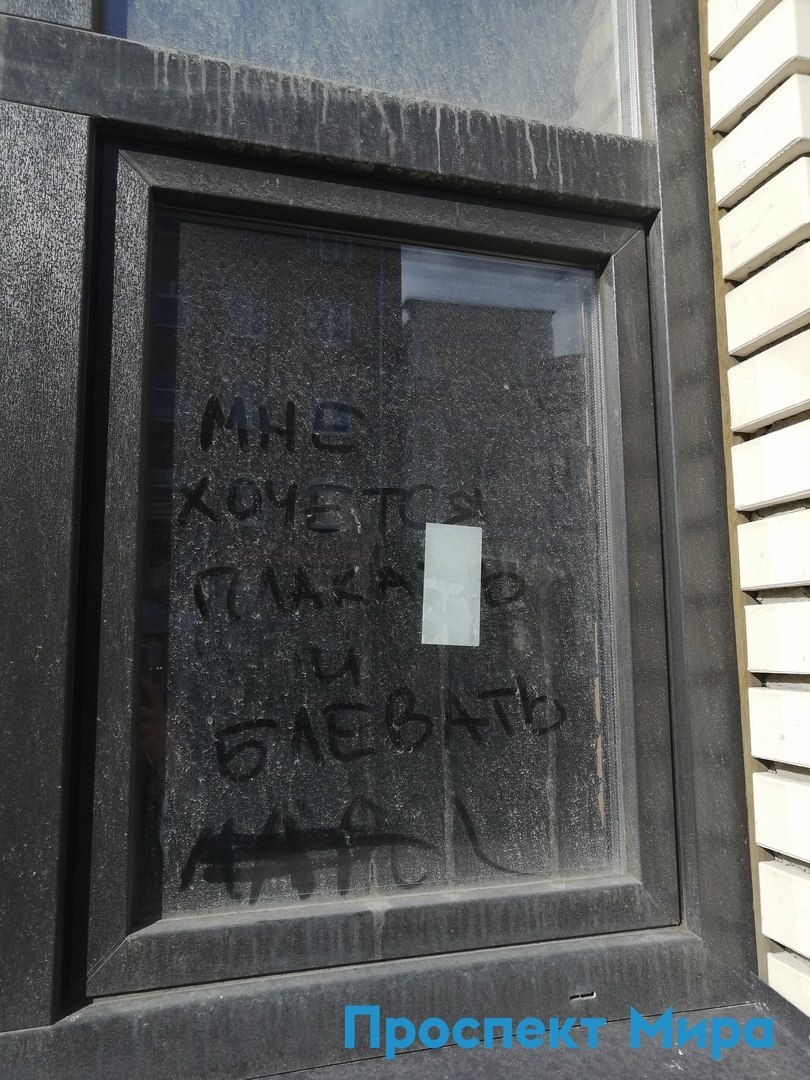 МНЕ
ХОЧЕТСЯ
ПЛАКАТЬ
И
БЛЕВАТЬ
Проспект Мира